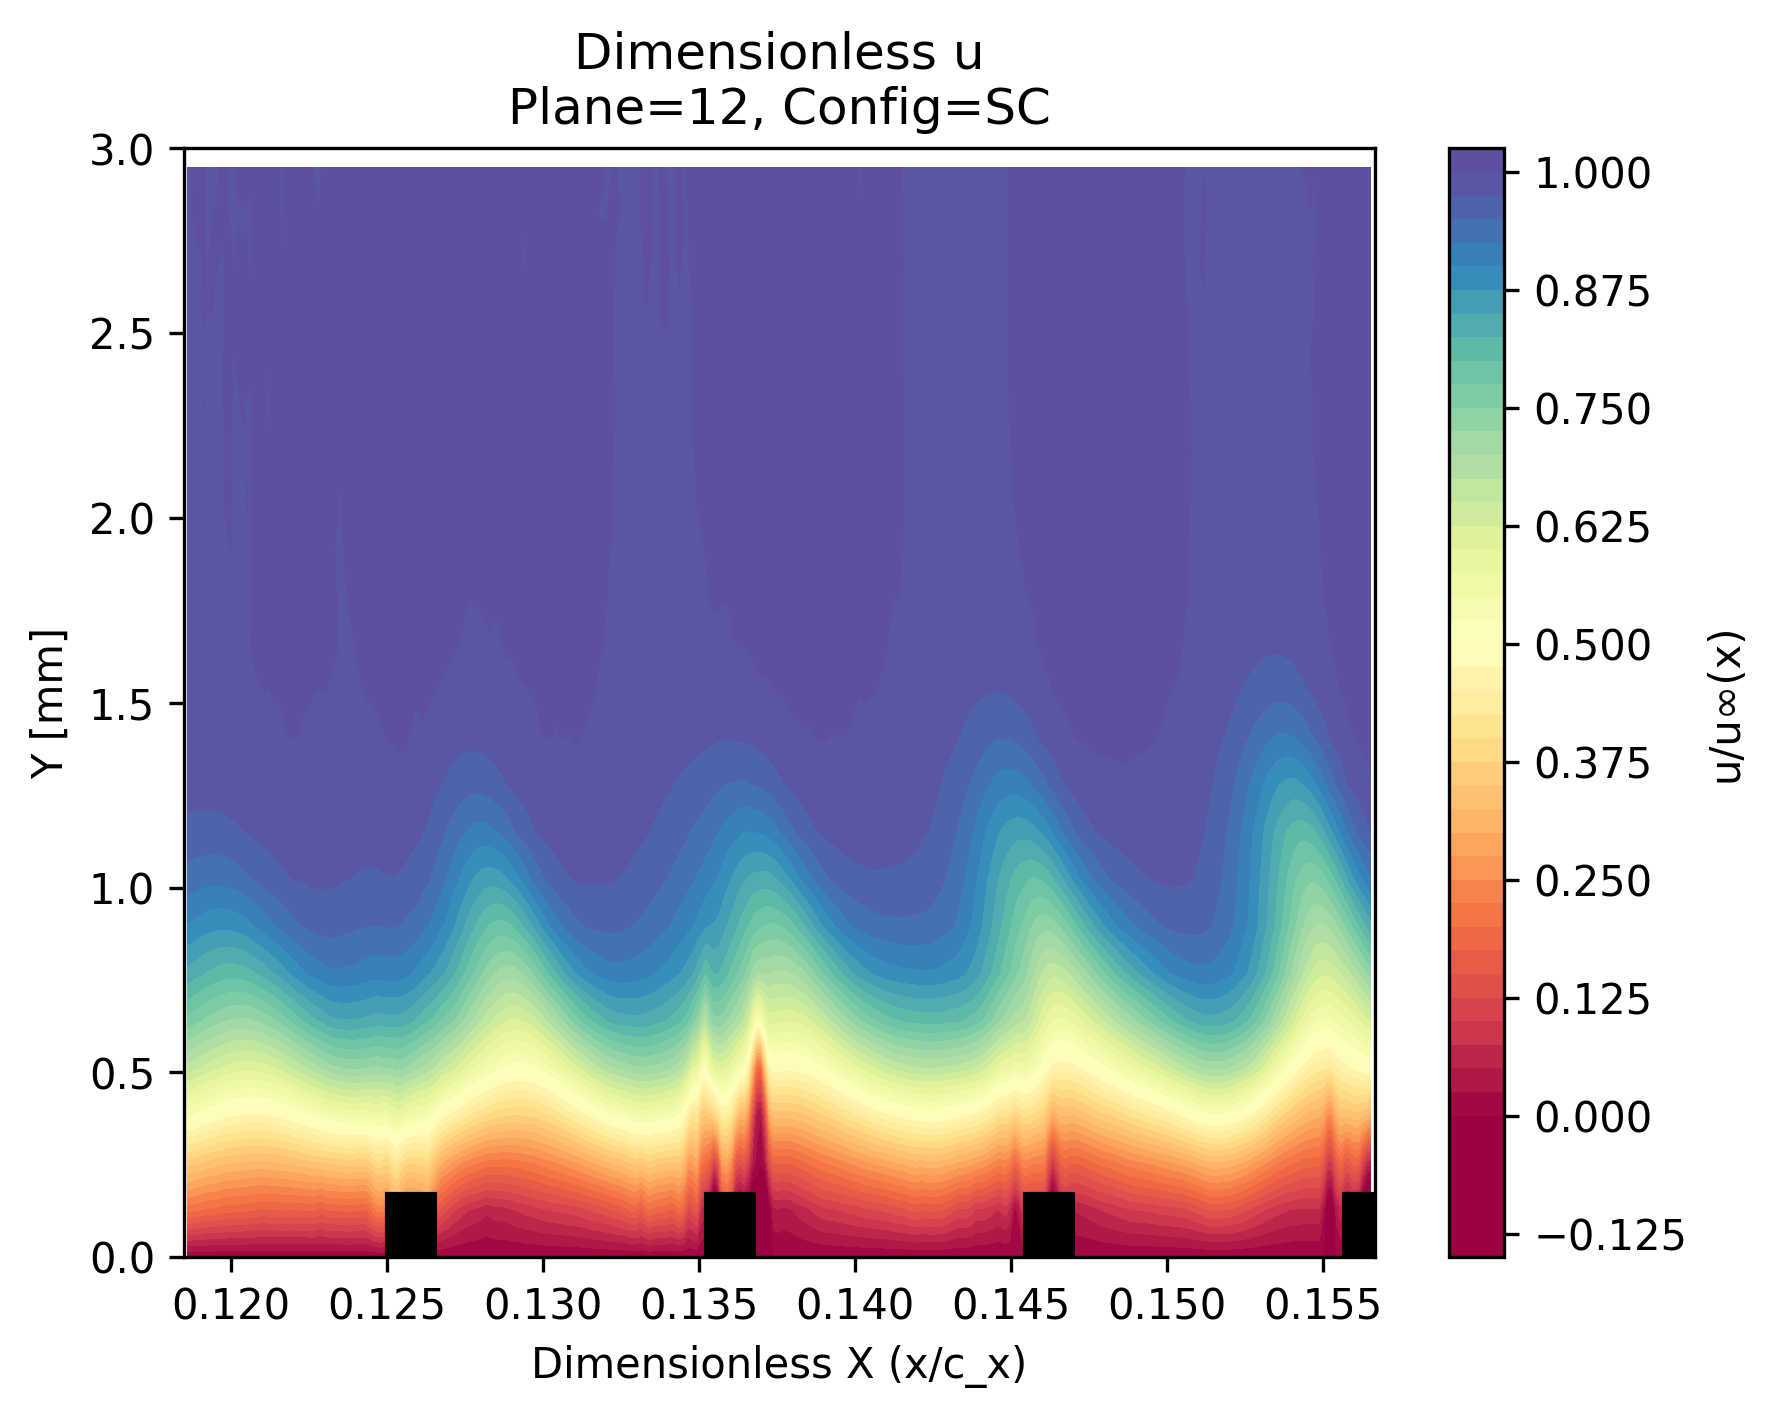 Dimensionless u
Plane=12, Config=SC
3.0
2.5
2.0
1.5
1.0
0.5
0.0
Y [mm]
0.120 0.125 0.130 0.135 0.140 0.145 0.150 0.155
Dimensionless X (x/c_x)
1.000
0.875
0.750
0.625
0.500
0.375
0.250
0.125
0.000
−0.125
u/u∞(x)